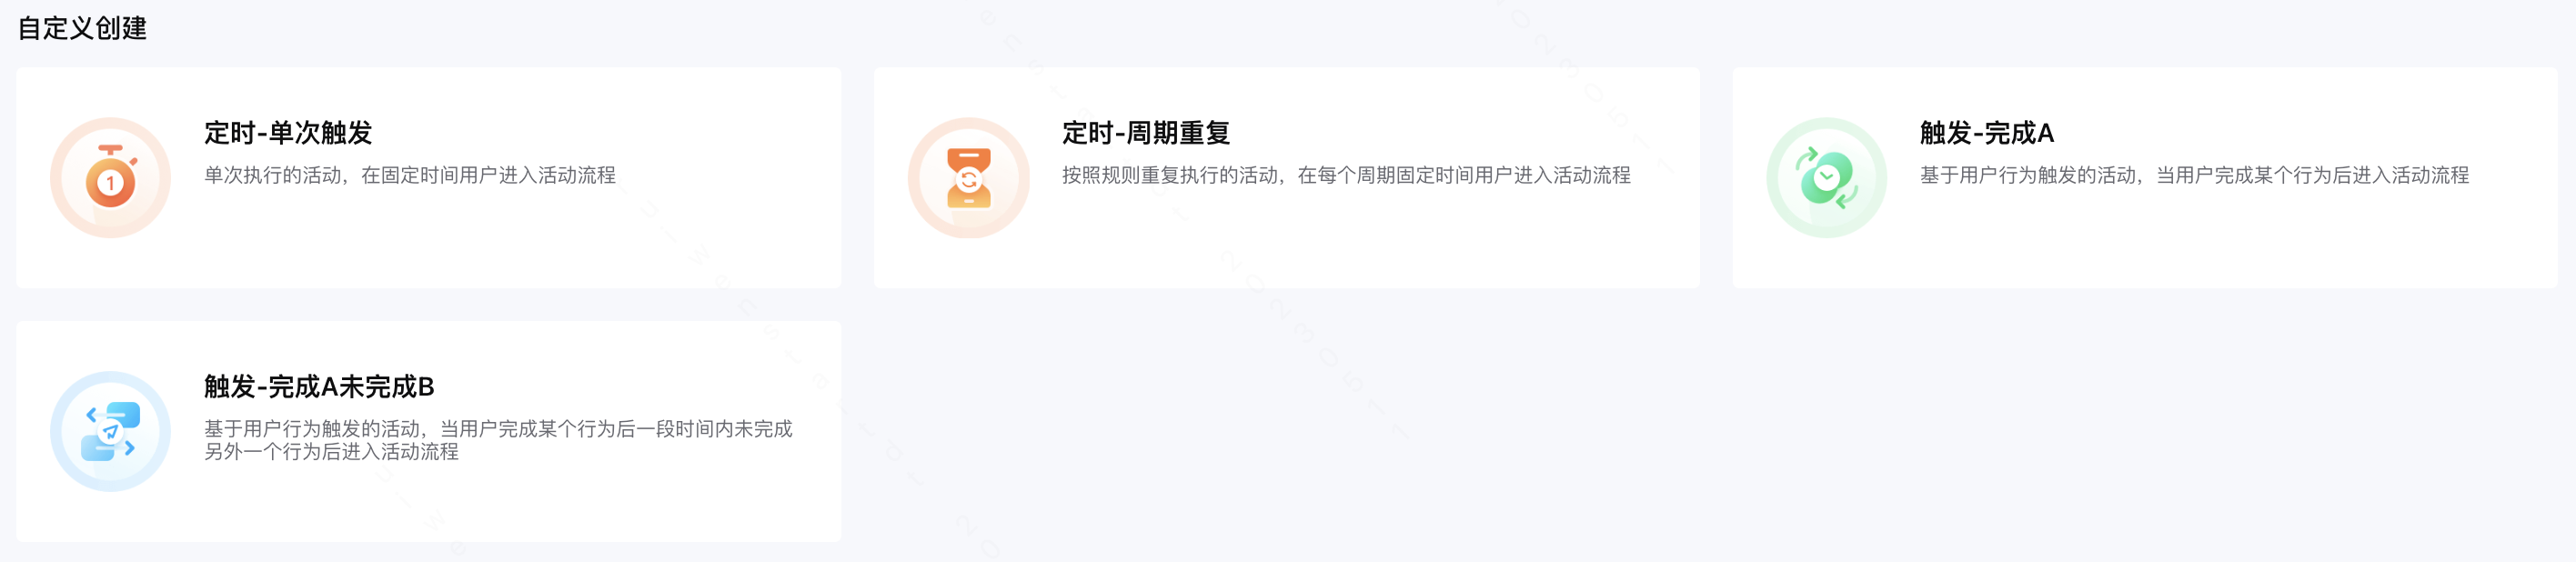 自定义创建
定时-单次触发
单次执行的活动，在固定时间用户进入活动流程
定时-周期重复
按照规则重复执行的活动，在每个周期固定时间用户进入活动流程
触发-完成A
基于用户行为触发的活动，当用户完成某个行为后进入活动流程
1
触发-完成A未完成B
基于用户行为触发的活动，当用户完成某个行为后一段时间内未完成
另外一个行为后进入活动流程